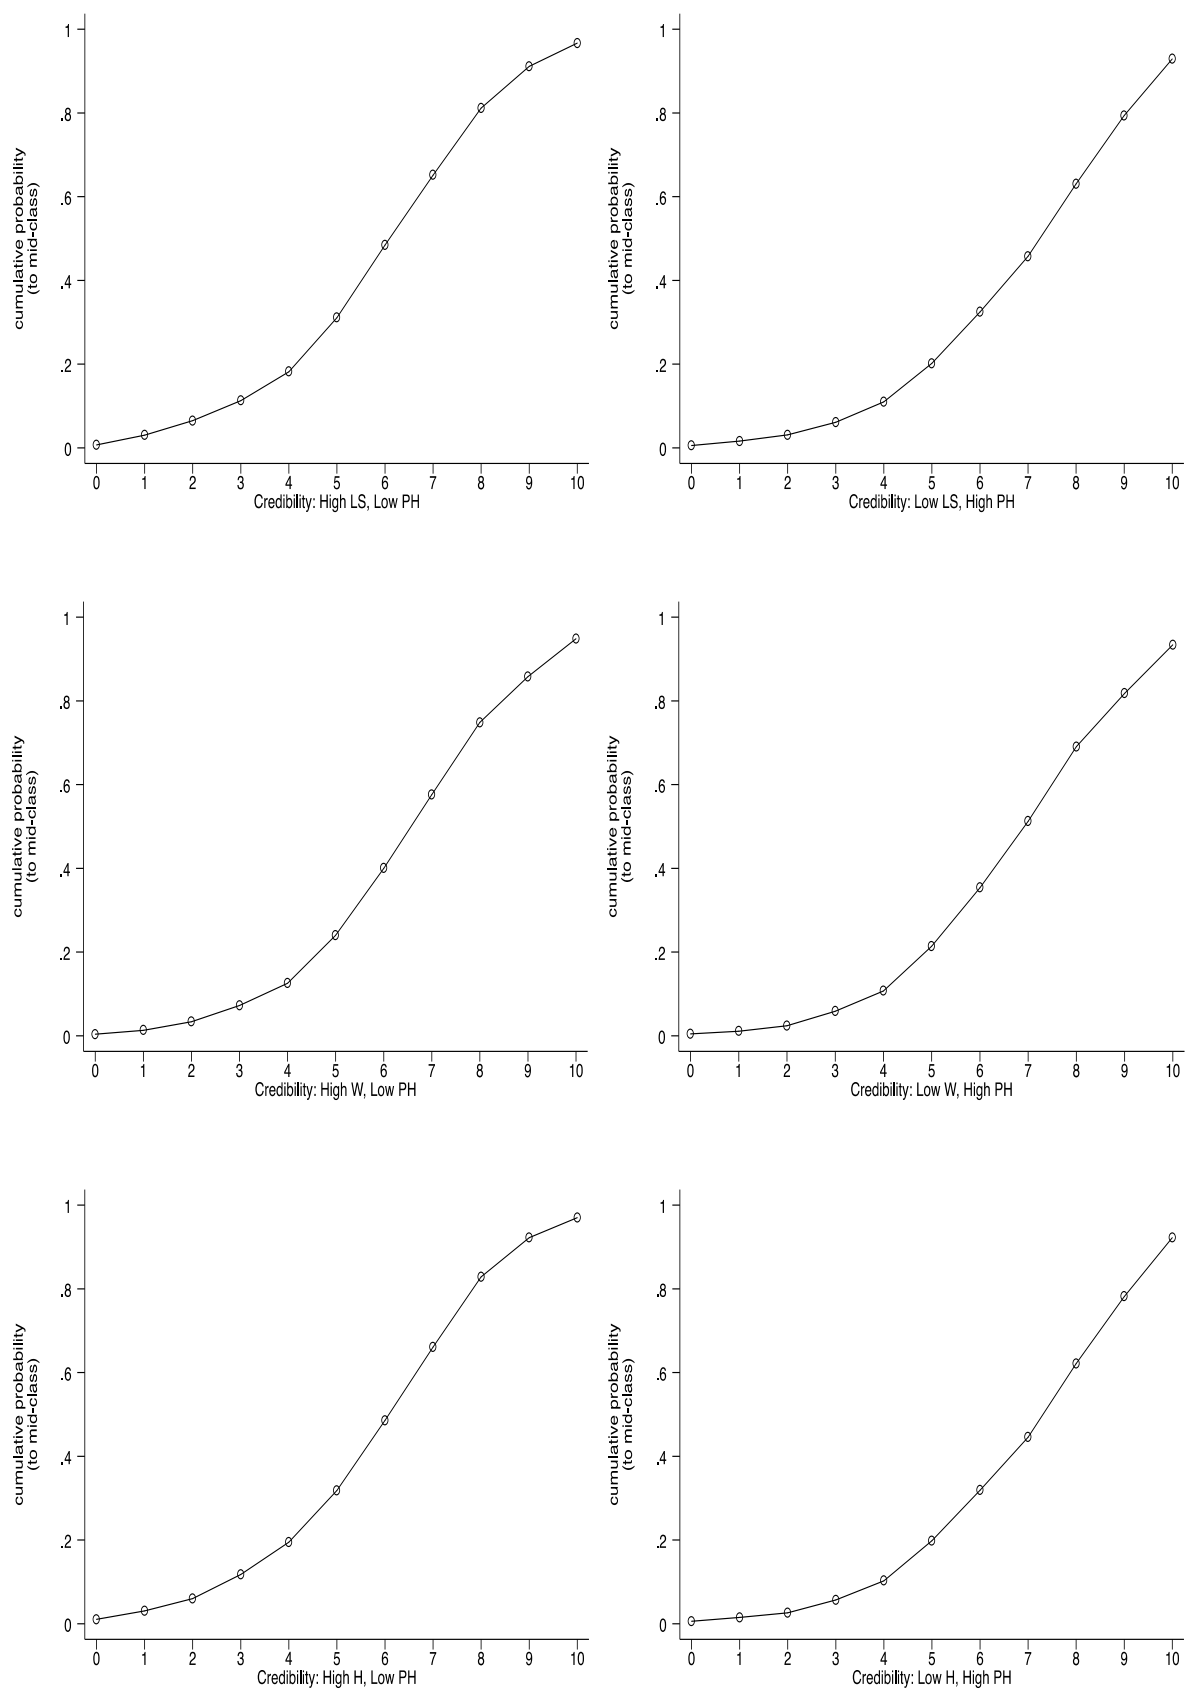 1
.8
.6
.4
.2
0
cumulative probability
(to mid-class)
0 1 2 3 4 5 6 7 8 9 10
Credibility: High LS, Low PH
1
.8
.6
.4
.2
0
cumulative probability
(to mid-class)
0 1 2 3 4 5 6 7 8 9 10
Credibility: Low LS, High PH
1
.8
.6
.4
.2
0
cumulative probability
(to mid-class)
0 1 2 3 4 5 6 7 8 9 10
Credibility: High W, Low PH
1
.8
.6
.4
.2
0
cumulative probability
(to mid-class)
0 1 2 3 4 5 6 7 8 9 10
Credibility: Low W, High PH
1
.8
.6
.4
.2
0
cumulative probability
(to mid-class)
0 1 2 3 4 5 6 7 8 9 10
Credibility: High H, Low PH
1
.8
.6
.4
.2
0
cumulative probability
(to mid-class)
0 1 2 3 4 5 6 7 8 9 10
Credibility: Low H, High PH